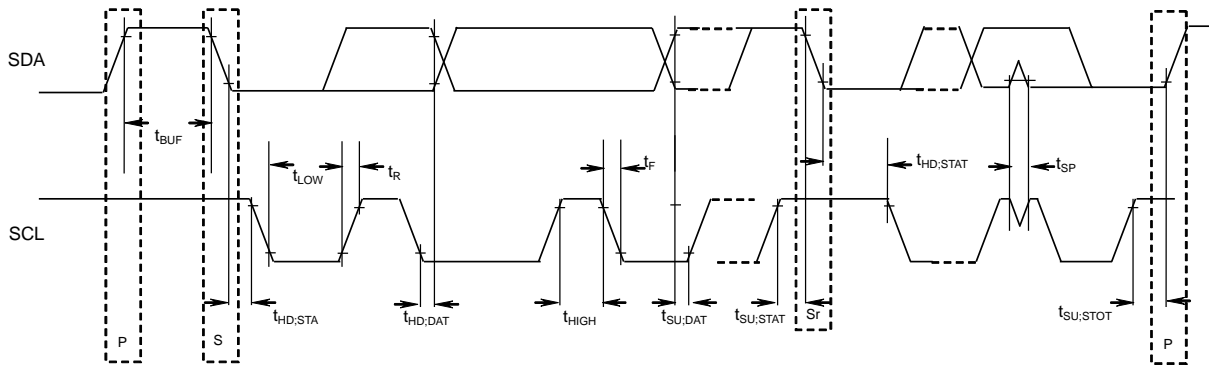 SDA
tBUF
tLOW
tR
tF
tHD;STAT
tSP
SCL
tHD;STA
tHD;DAT
tHIGH
tSU;DAT
tSU;STAT
Sr
tSU;STOT
P
S
P